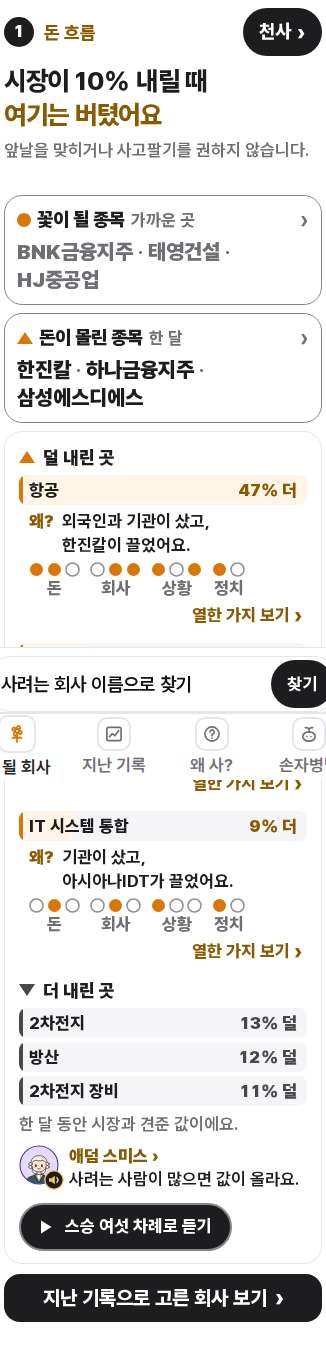 1 돈 흐름
천사 ›
시장이 10% 내릴 때
여기는 버텼어요
앞날을 맞히거나 사고팔기를 권하지 않습니다.
꽃이 될 종목 가까운 곳 ›
BNK금융지주 · 태영건설 ·
HJ중공업
돈이 몰린 종목 한 달 ›
한진칼 · 하나금융지주 ·
삼성에스디에스
덜 내린 곳
항공 47% 더
왜? 외국인과 기관이 샀고,
한진칼이 끌었어요.
돈 회사 상황 정치
열한 가지 보기 ›
사려는 회사 이름으로 찾기 찾기
될 회사 지난 기록 왜 사? 손자병
열한 가지 보기 ›
IT 시스템 통합 9% 더
왜? 기관이 샀고,
아시아나IDT가 끌었어요.
돈 회사 상황 정치
열한 가지 보기 ›
더 내린 곳
2차전지 13% 덜
방산 12% 덜
2차전지 장비 11% 덜
한 달 동안 시장과 견준 값이에요.
애덤 스미스 ›
사려는 사람이 많으면 값이 올라요.
스승 여섯 차례로 듣기
지난 기록으로 고른 회사 보기 ›